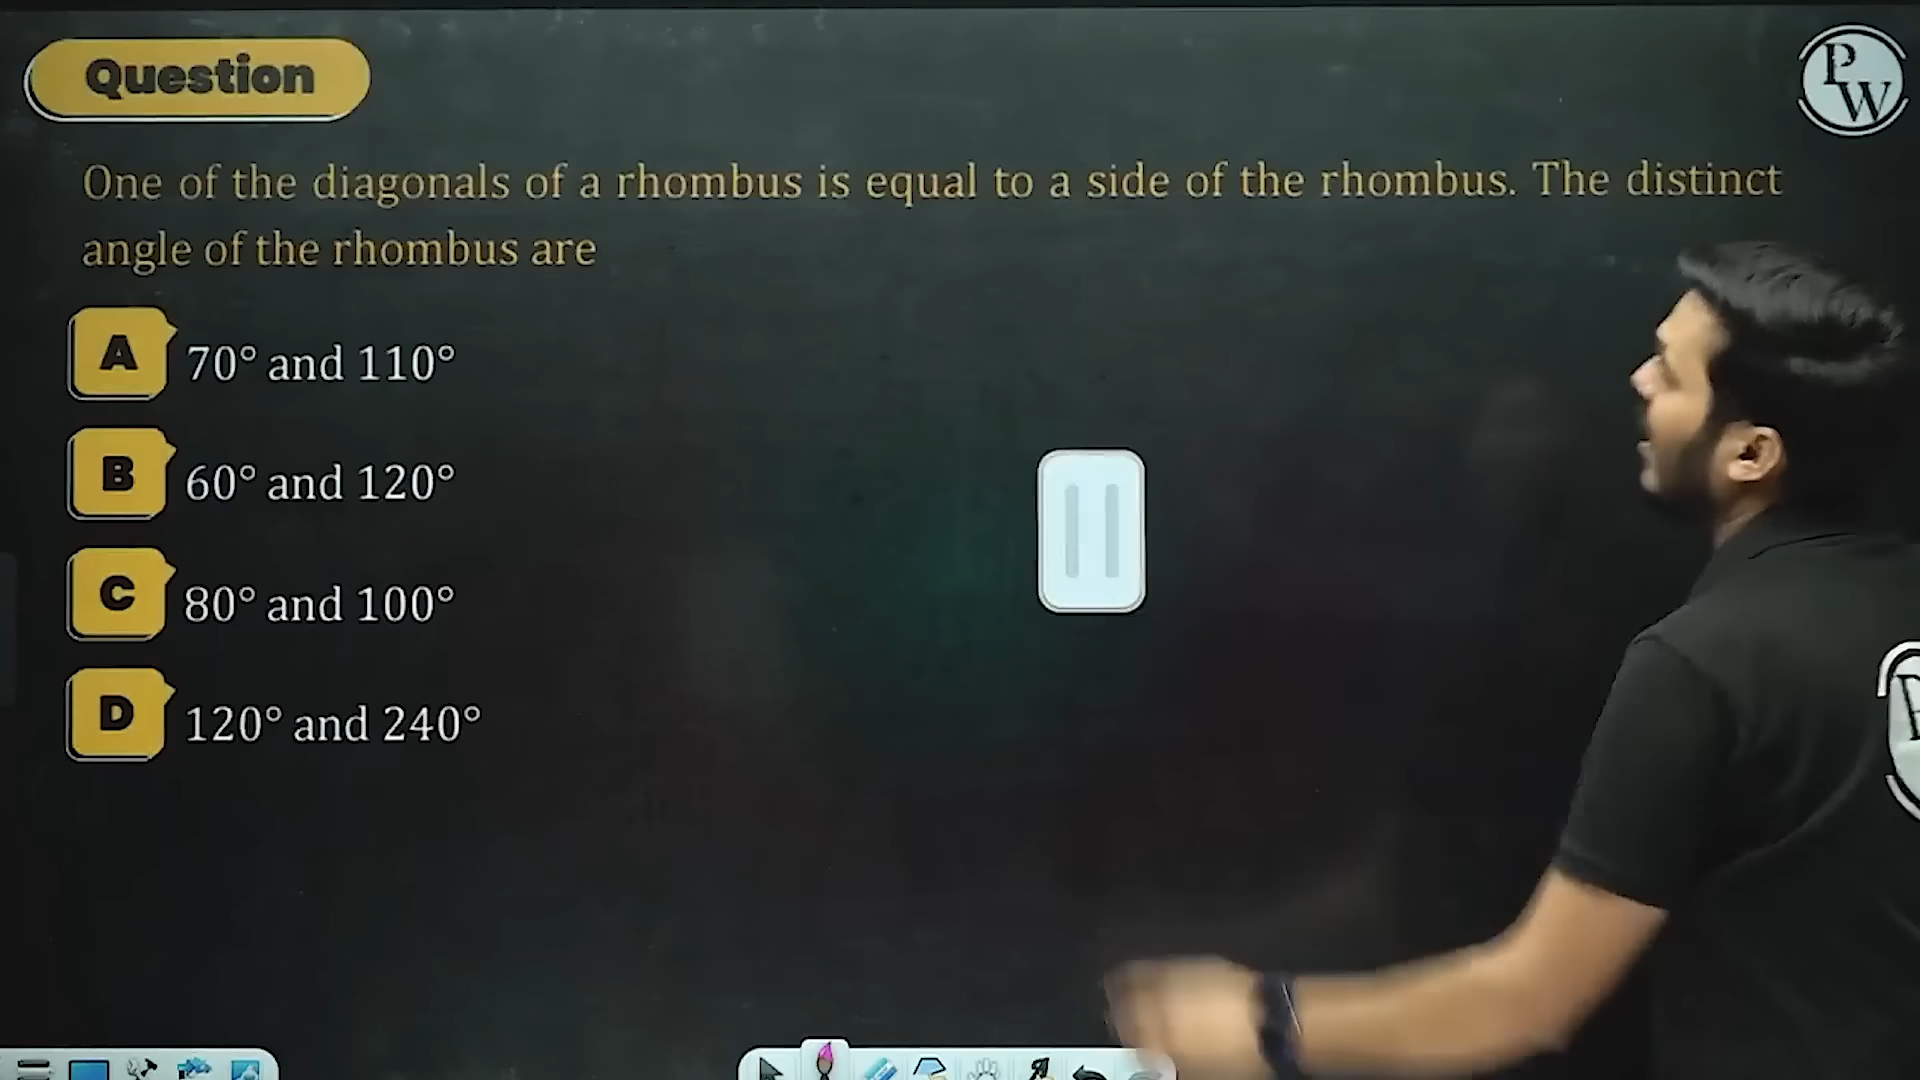 Question
PW
One of the diagonals of a rhombus is equal to a side of the rhombus. The distinct
angle of the rhombus are
A 70° and 110°
B 60° and 120°
C 80° and 100°
D 120° and 240°